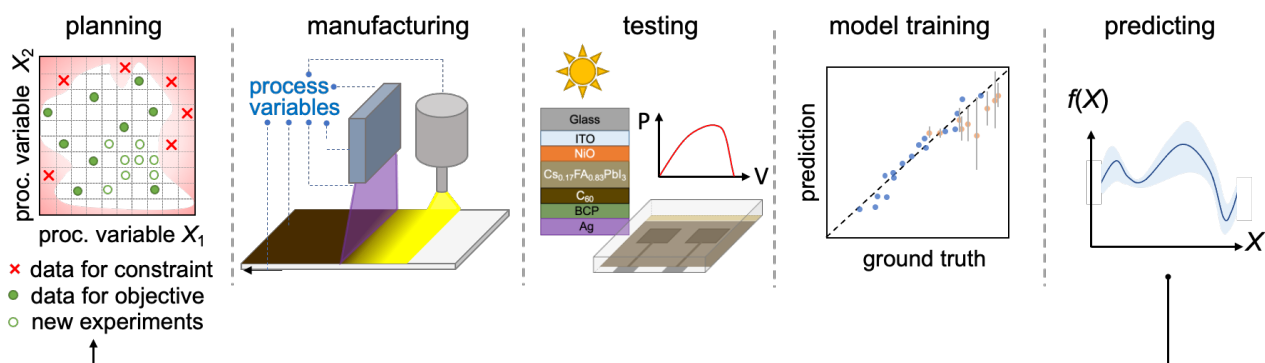 planning
manufacturing
testing
model training
predicting
proc. variable X₂
proc. variable X₁
× data for constraint
data for objective
new experiments
process
variables
Glass
ITO
NiO
Cs₀.₁₇FA₀.₈₃PbI₃
C₆₀
BCP
Ag
P
V
prediction
ground truth
f(X)
X